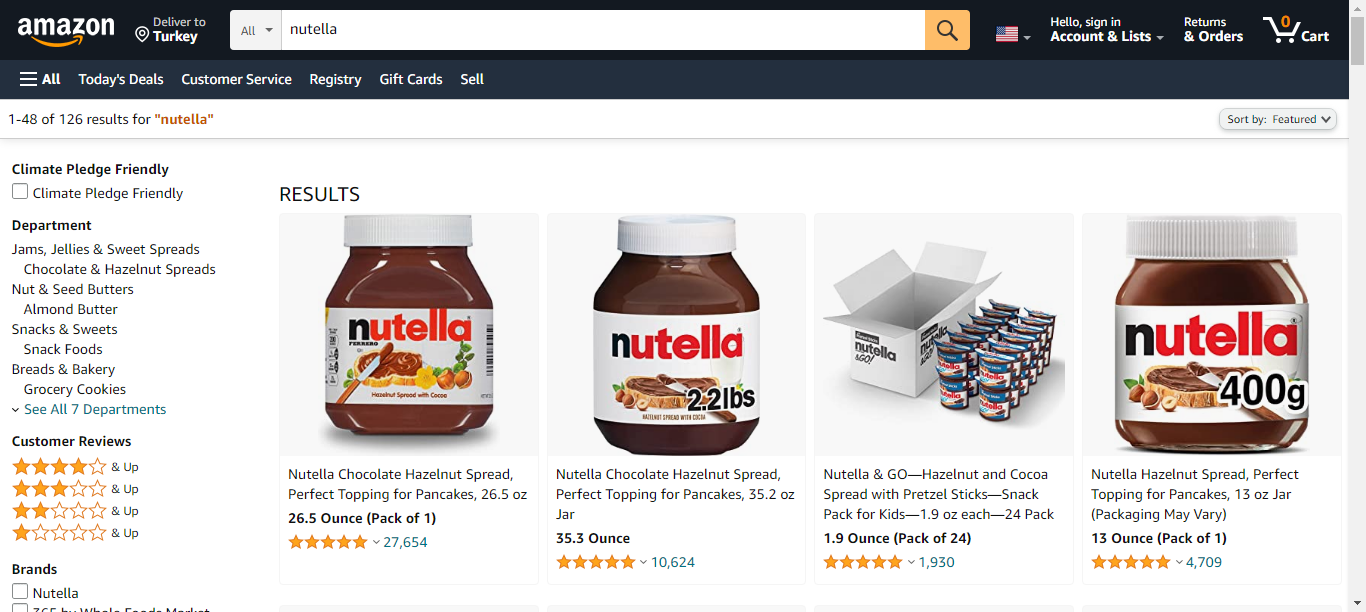 amazon
Deliver to
Turkey
All
nutella
Hello, sign in
Account & Lists
Returns
& Orders
0
Cart
All
Today's Deals
Customer Service
Registry
Gift Cards
Sell
1-48 of 126 results for "nutella"
Sort by: Featured
Climate Pledge Friendly
Climate Pledge Friendly
Department
Jams, Jellies & Sweet Spreads
Chocolate & Hazelnut Spreads
Nut & Seed Butters
Almond Butter
Snacks & Sweets
Snack Foods
Breads & Bakery
Grocery Cookies
See All 7 Departments
Customer Reviews
& Up
& Up
& Up
& Up
Brands
Nutella
365 by Whole Foods Market
RESULTS
nutella
FERRERO
Hazelnut Spread with Cocoa
Nutella Chocolate Hazelnut Spread,
Perfect Topping for Pancakes, 26.5 oz
26.5 Ounce (Pack of 1)
27,654
nutella
2.2lbs
HAZELNUT SPREAD WITH COCOA
Nutella Chocolate Hazelnut Spread,
Perfect Topping for Pancakes, 35.2 oz
Jar
35.3 Ounce
10,624
nutella
&GO!
Nutella & GO—Hazelnut and Cocoa
Spread with Pretzel Sticks—Snack
Pack for Kids—1.9 oz each—24 Pack
1.9 Ounce (Pack of 24)
1,930
nutella
400g
Nutella Hazelnut Spread, Perfect
Topping for Pancakes, 13 oz Jar
(Packaging May Vary)
13 Ounce (Pack of 1)
4,709